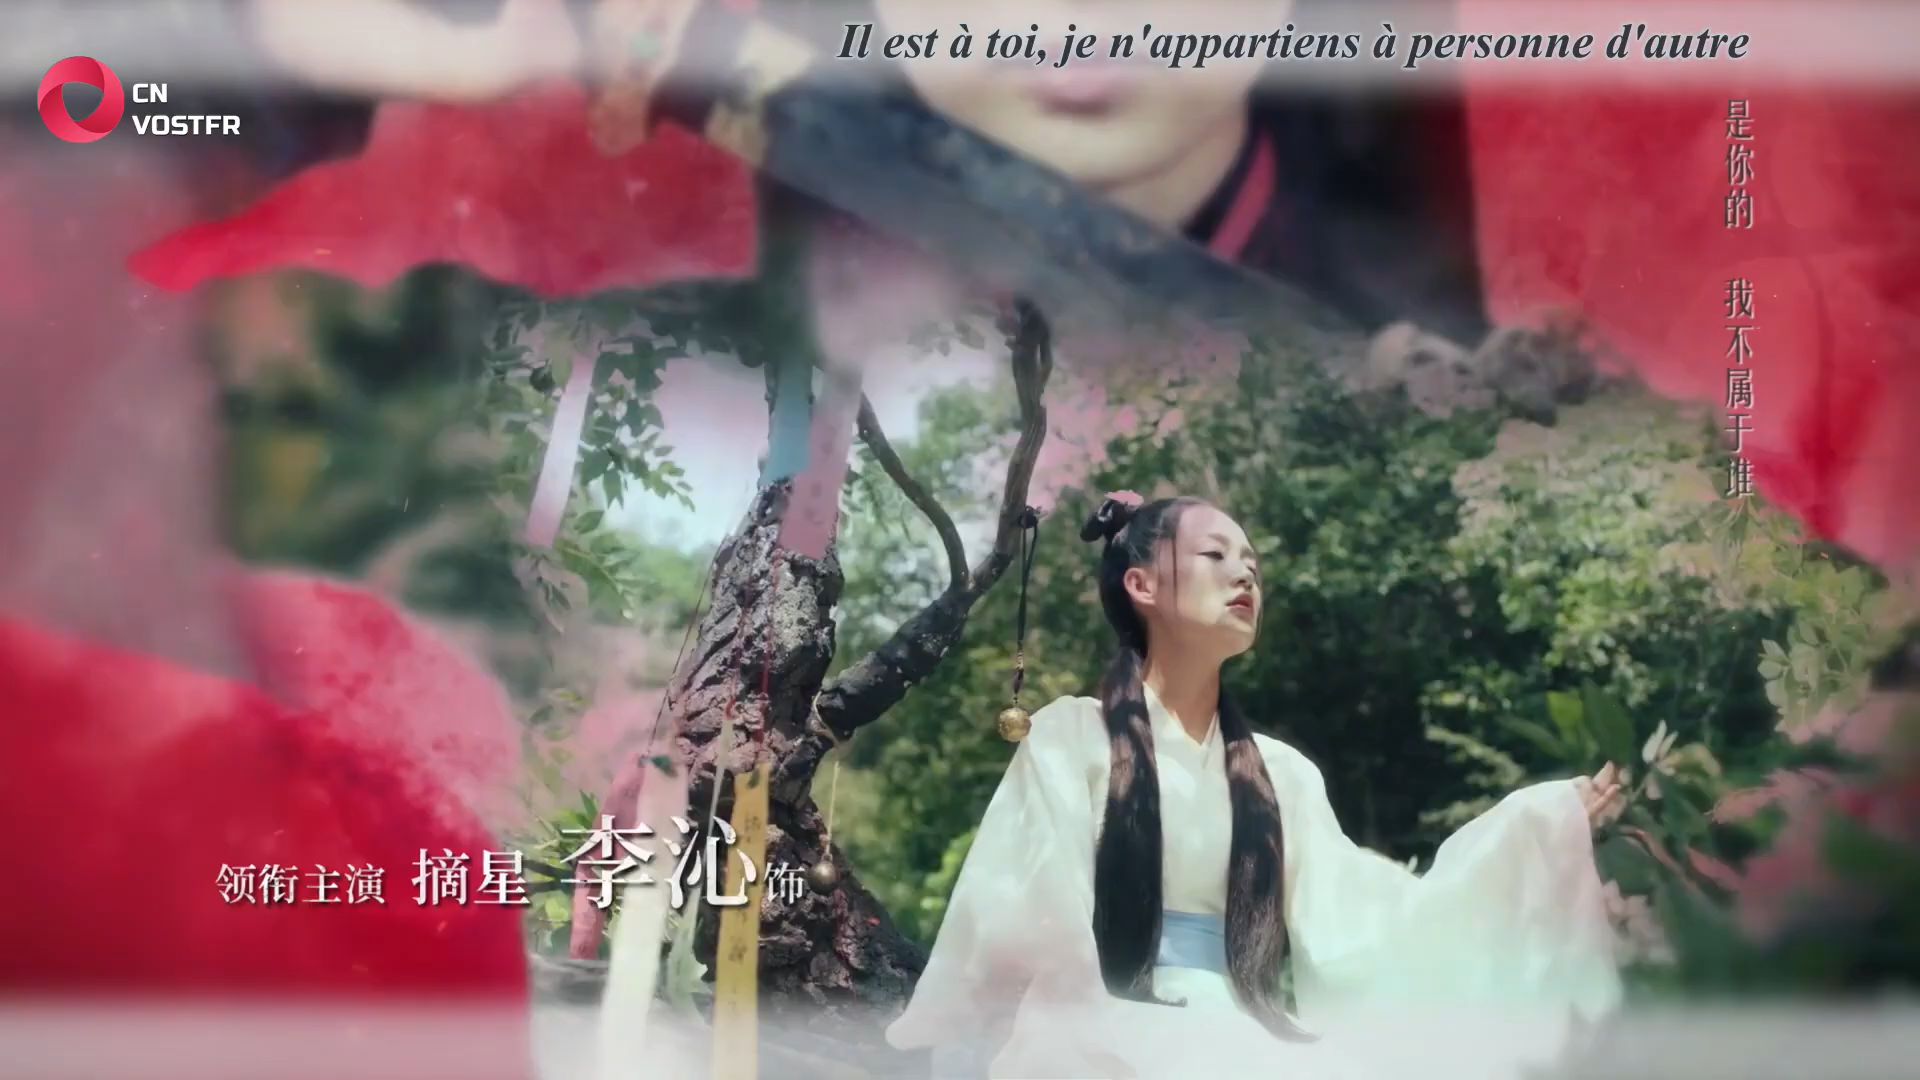 Il est à toi, je n'appartiens à personne d'autre
CN
VOSTFR
是你的 我不属于谁
领衔主演 摘星 李沁 饰